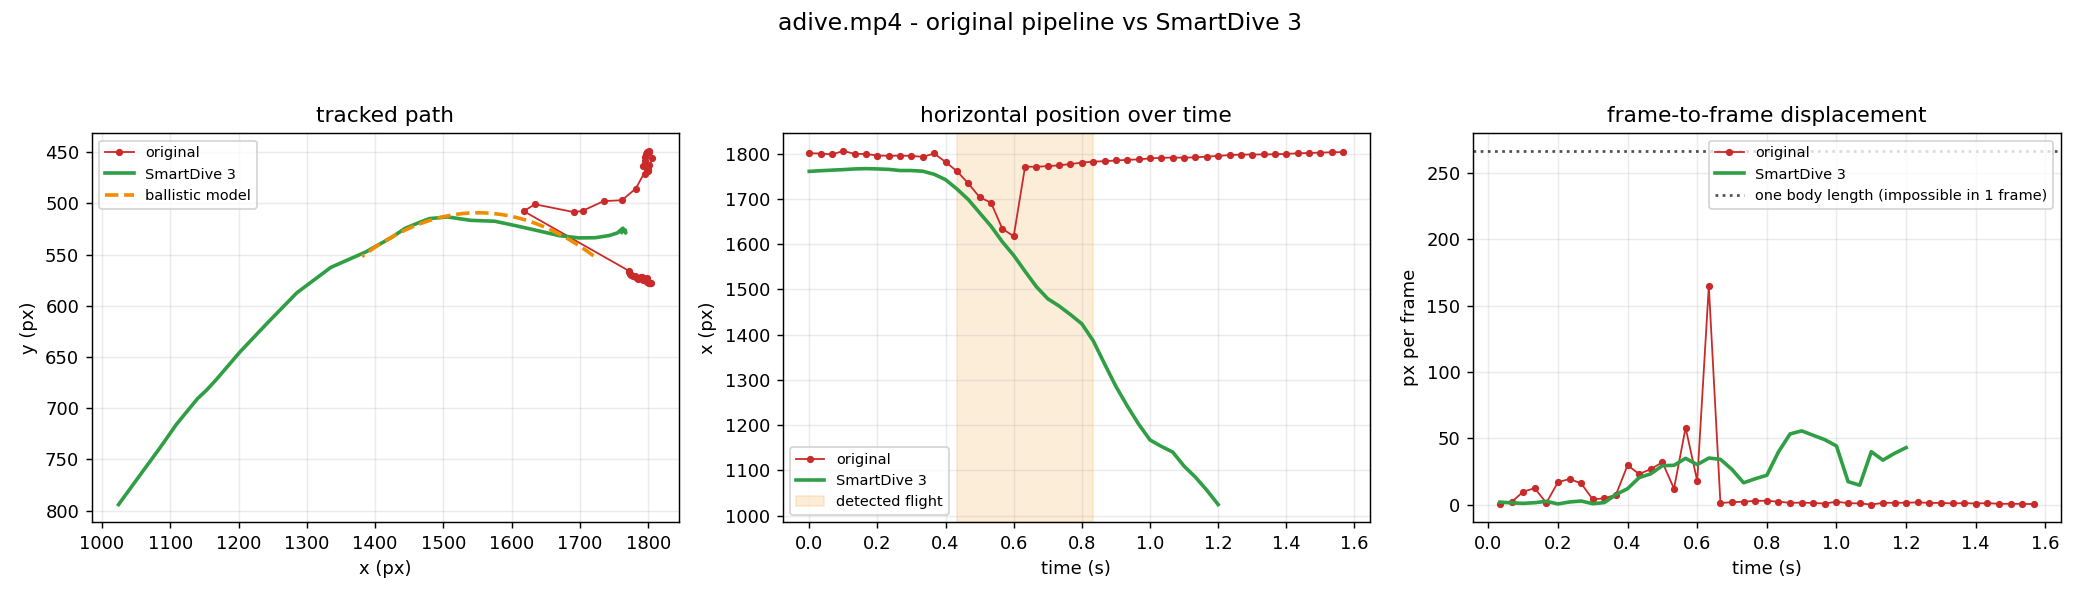 adive.mp4 - original pipeline vs SmartDive 3
tracked path
450
500
550
600
650
700
750
800
y (px)
original
SmartDive 3
ballistic model
1000 1100 1200 1300 1400 1500 1600 1700 1800
x (px)
horizontal position over time
1800
1700
1600
1500
1400
1300
1200
1100
1000
x (px)
original
SmartDive 3
detected flight
0.0 0.2 0.4 0.6 0.8 1.0 1.2 1.4 1.6
time (s)
frame-to-frame displacement
250
200
150
100
50
0
px per frame
original
SmartDive 3
one body length (impossible in 1 frame)
0.0 0.2 0.4 0.6 0.8 1.0 1.2 1.4 1.6
time (s)